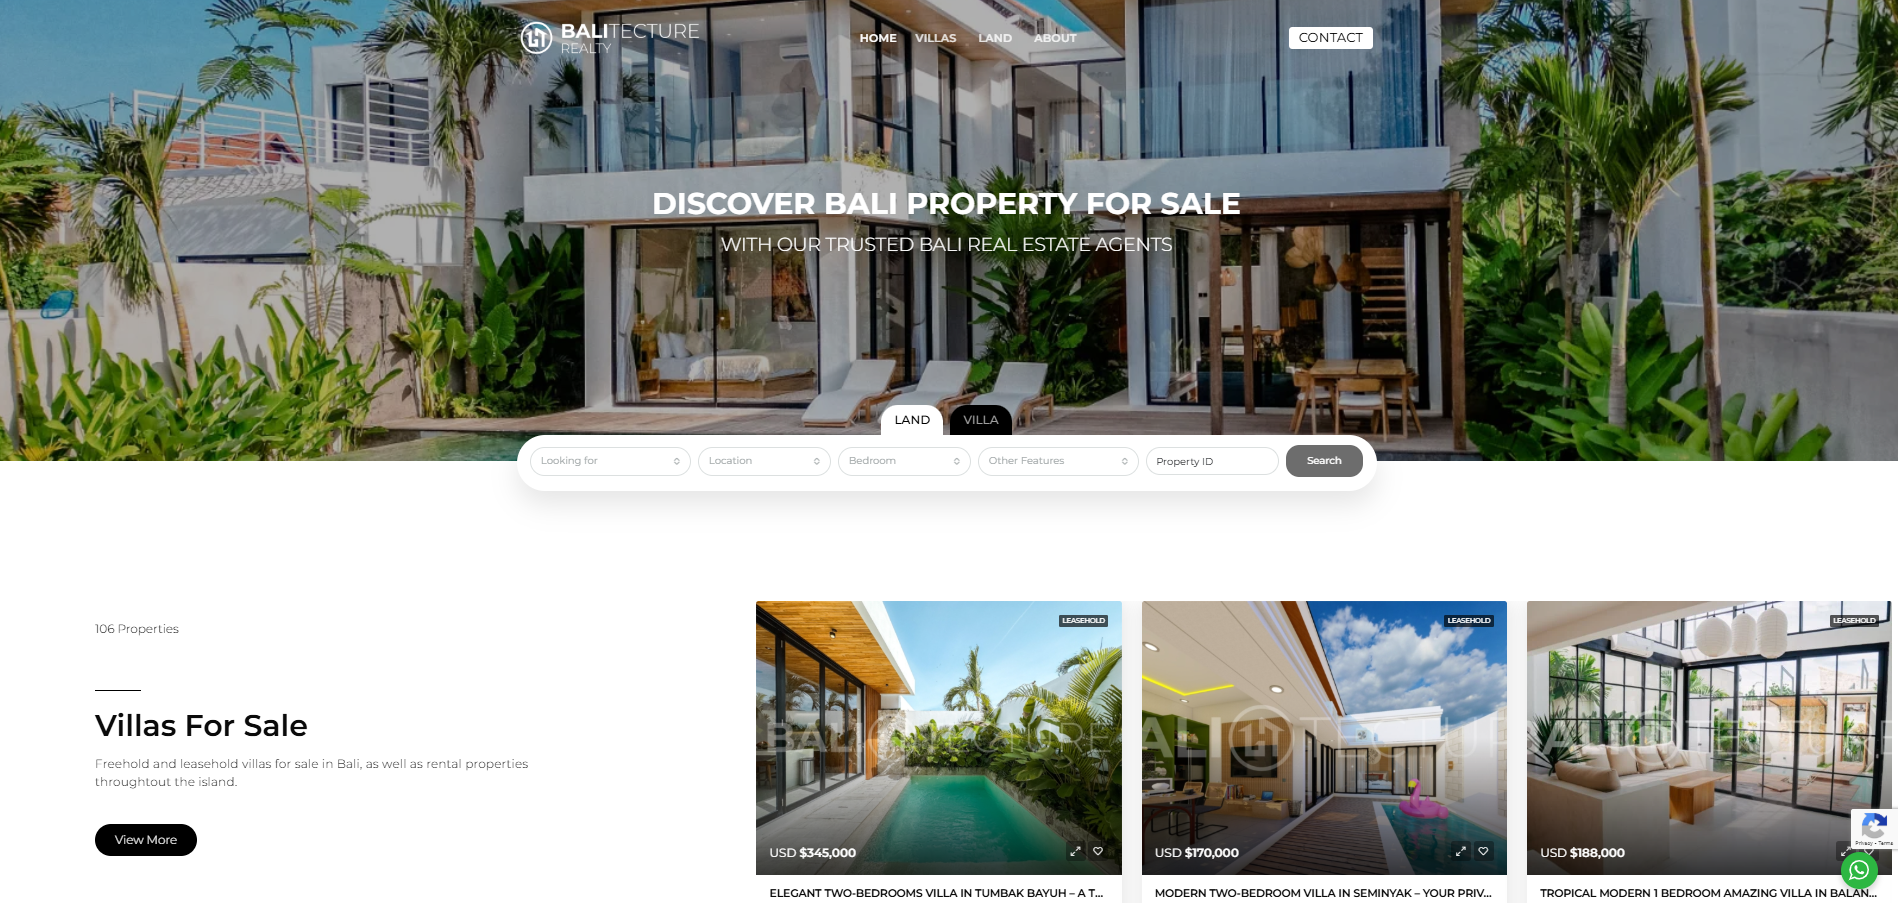 BALITECTURE
REALTY
HOME
VILLAS
LAND
ABOUT
CONTACT
DISCOVER BALI PROPERTY FOR SALE
WITH OUR TRUSTED BALI REAL ESTATE AGENTS
LAND
VILLA
Looking for
Location
Bedroom
Other Features
Property ID
Search
106 Properties
Villas For Sale
Freehold and leasehold villas for sale in Bali, as well as rental properties
throughtout the island.
View More
LEASEHOLD
BALITECTURE
USD $345,000
ELEGANT TWO-BEDROOMS VILLA IN TUMBAK BAYUH – A T...
LEASEHOLD
ALI TECTUR
USD $170,000
MODERN TWO-BEDROOM VILLA IN SEMINYAK – YOUR PRIV...
LEASEHOLD
BALITECTURE
USD $188,000
TROPICAL MODERN 1 BEDROOM AMAZING VILLA IN BALAN...
Privacy - Terms